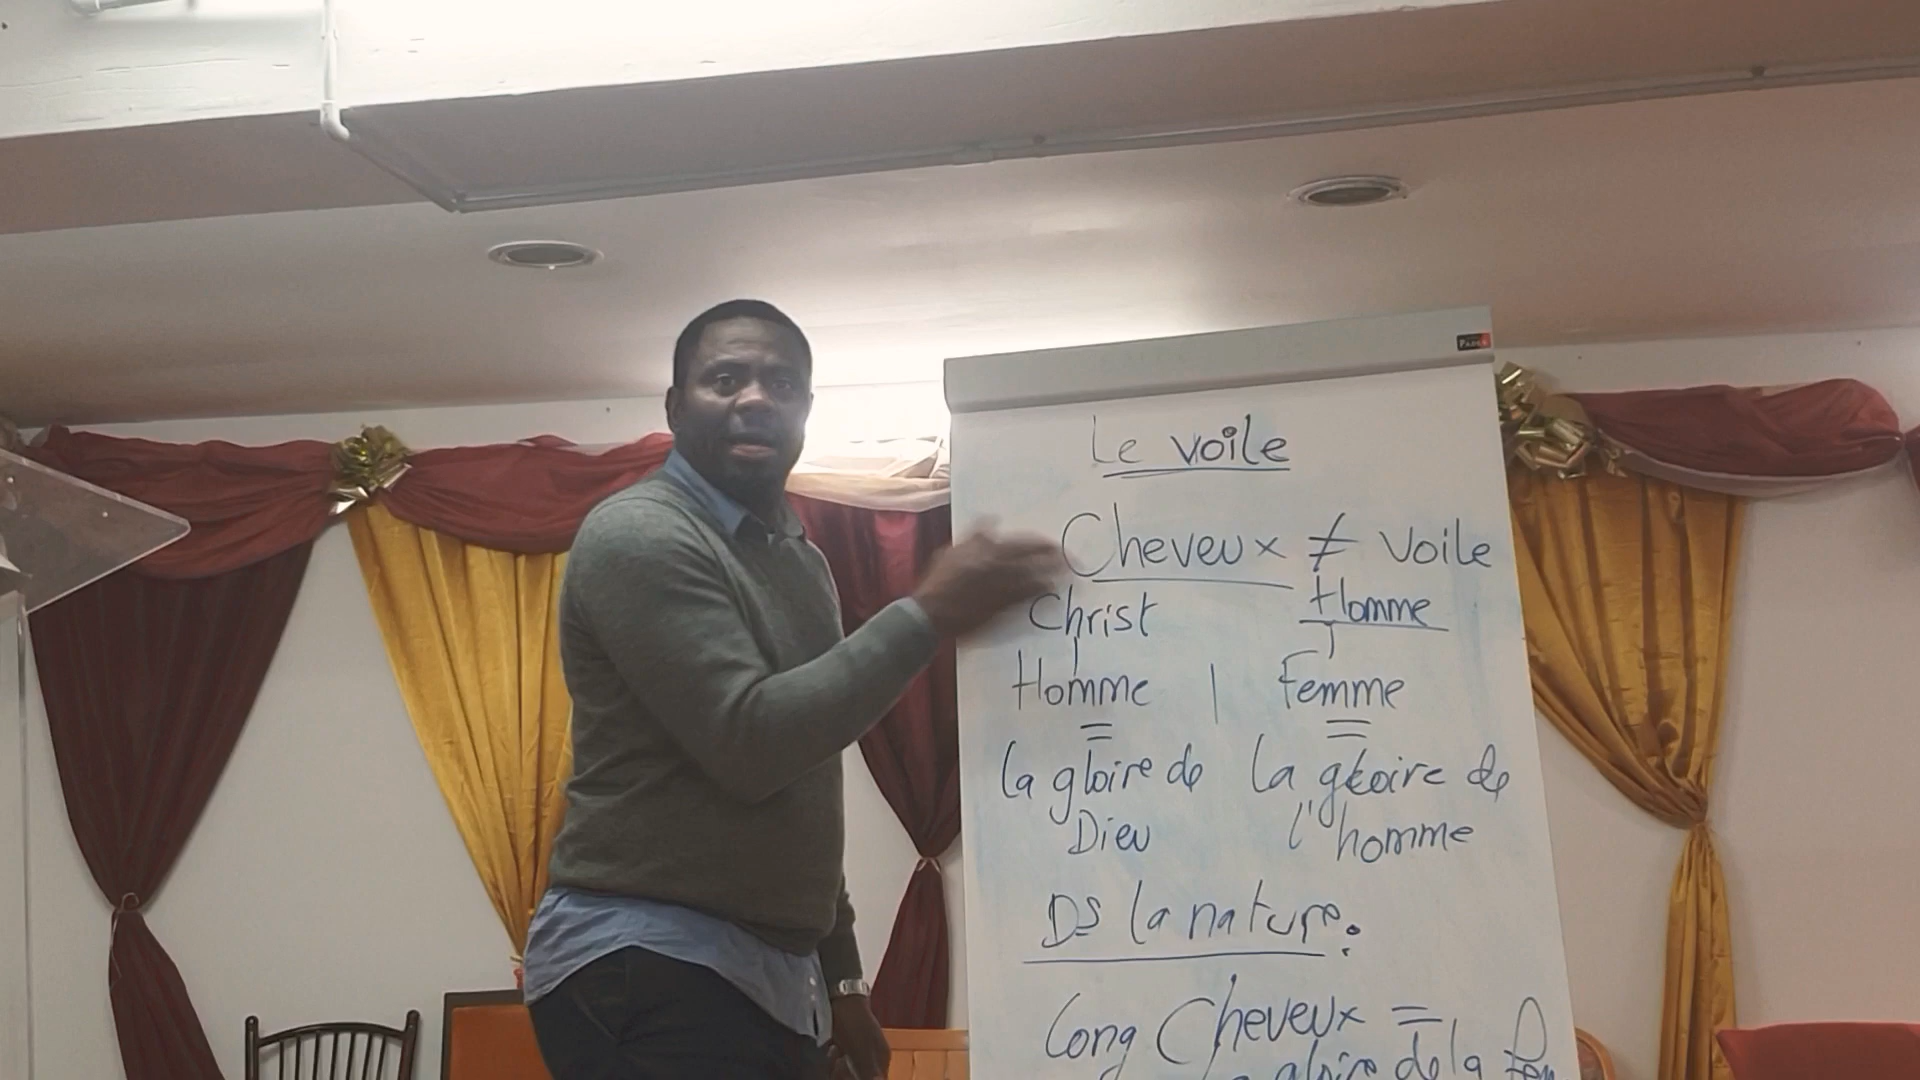 Le voile
Cheveux ≠ Voile
Christ Homme
Homme | Femme
= =
la gloire de la gloire de
Dieu l'homme
Ds la nature:
long Cheveux =
gloire de la fem